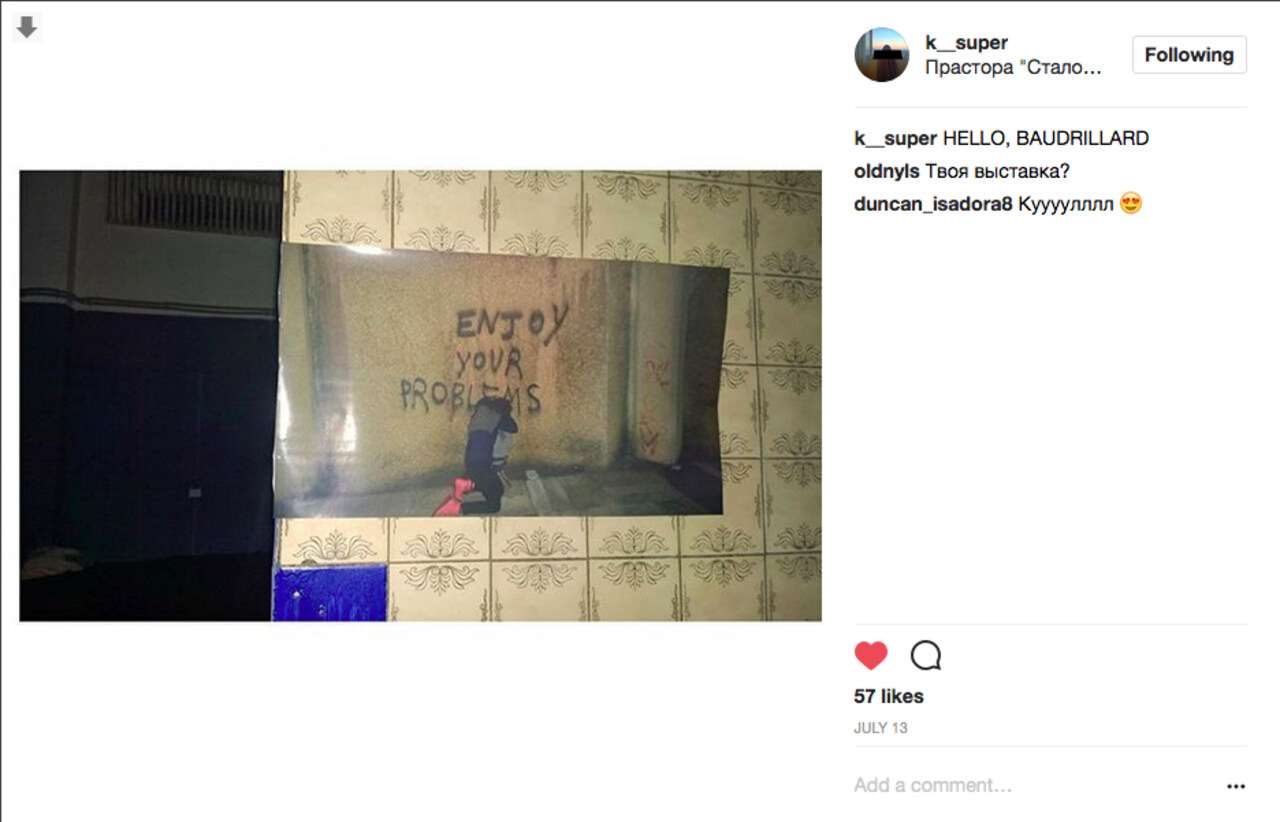 k__super
Прастора "Стало...
Following
k__super HELLO, BAUDRILLARD
oldnyls Твоя выставка?
duncan_isadora8 Кууууллллл 😍
ENJOY
YOUR
PROBLEMS
57 likes
JULY 13
Add a comment...